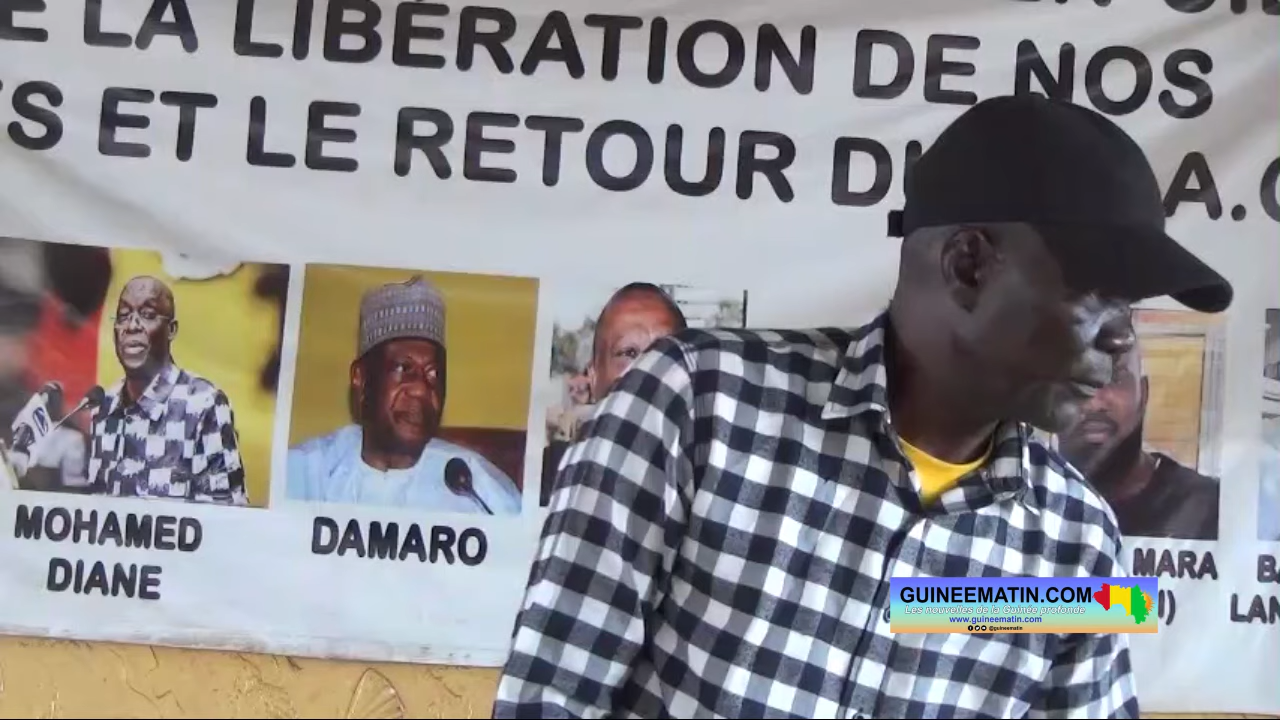 LA LIBÉRATION DE NOS
ET LE RETOUR
MOHAMED
DIANE
DAMARO
MARA
GUINEEMATIN.COM
Les nouvelles de la Guinée profonde
www.guineematin.com
@guineematin